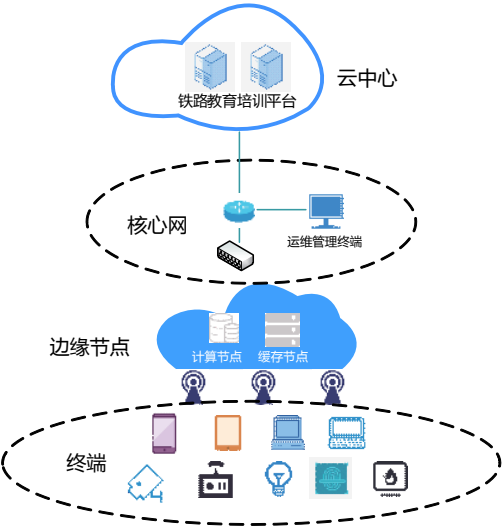 云中心
铁路教育培训平台
核心网
运维管理终端
边缘节点
计算节点 缓存节点
终端